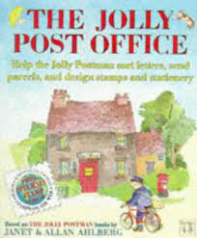 THE JOLLY
POST OFFICE
Help the Jolly Postman sort letters, send
parcels, and design stamps and stationery
Based on THE JOLLY POSTMAN books by
JANET & ALLAN AHLBERG